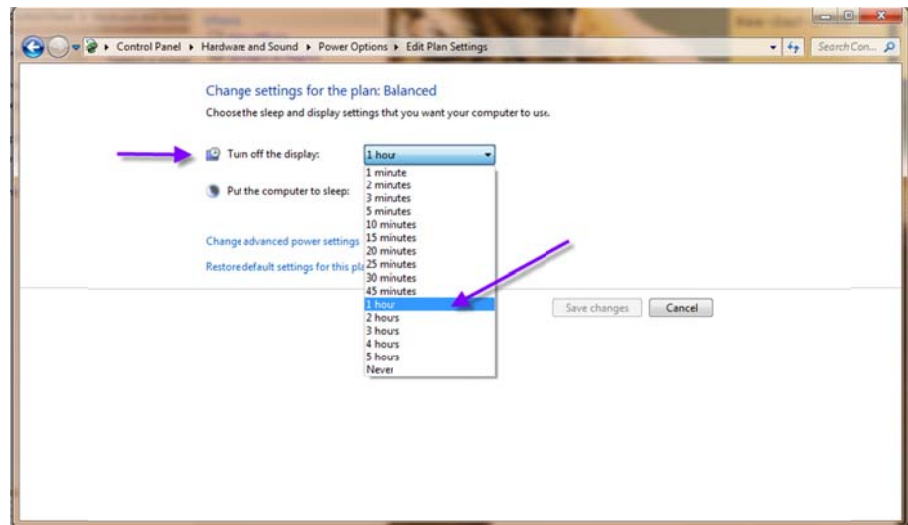 Control Panel ▸ Hardware and Sound ▸ Power Options ▸ Edit Plan Settings
Search Con...
Change settings for the plan: Balanced
Choose the sleep and display settings that you want your computer to use.
Turn off the display:
1 hour
Put the computer to sleep:
1 minute
2 minutes
3 minutes
5 minutes
10 minutes
15 minutes
20 minutes
25 minutes
30 minutes
45 minutes
1 hour
2 hours
3 hours
4 hours
5 hours
Never
Change advanced power settings
Restore default settings for this pla
Save changes
Cancel